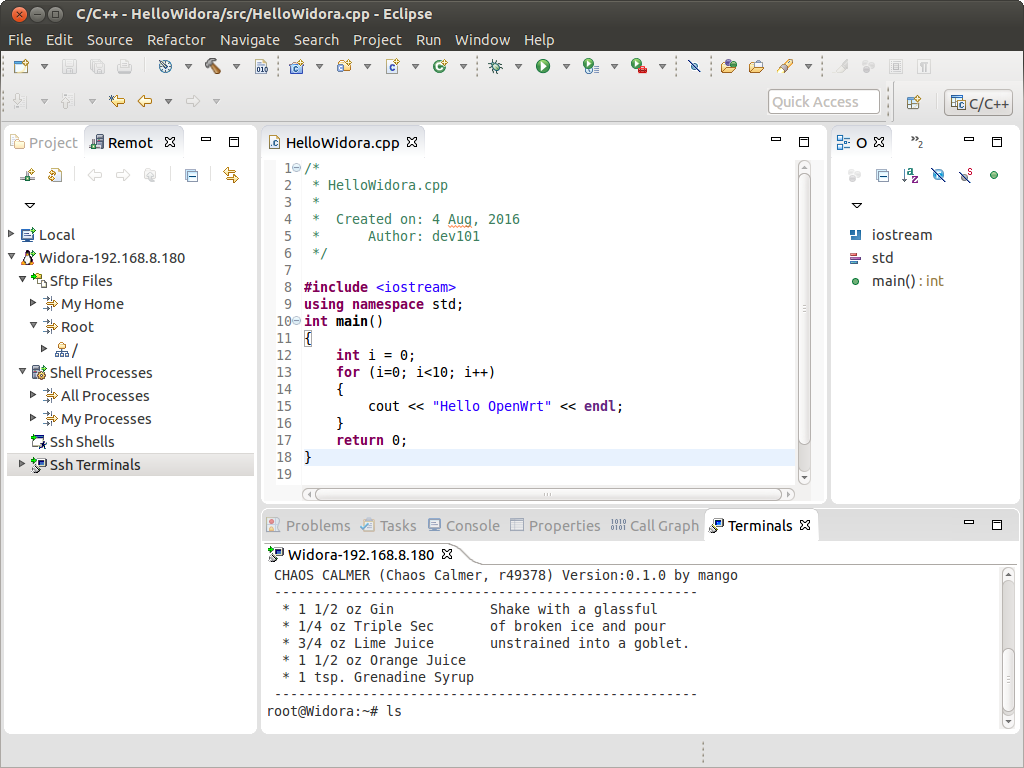 C/C++ - HelloWidora/src/HelloWidora.cpp - Eclipse
File Edit Source Refactor Navigate Search Project Run Window Help
010
Quick Access
C/C++
Project
Remot
Local
Widora-192.168.8.180
Sftp Files
My Home
Root
/
Shell Processes
All Processes
My Processes
Ssh Shells
Ssh Terminals
HelloWidora.cpp
1 /*
2  * HelloWidora.cpp
3  *
4  *  Created on: 4 Aug, 2016
5  *      Author: dev101
6  */
7
8 #include <iostream>
9 using namespace std;
10 int main()
11 {
12     int i = 0;
13     for (i=0; i<10; i++)
14     {
15         cout << "Hello OpenWrt" << endl;
16     }
17     return 0;
18 }
19
O
»2
iostream
std
main() : int
Problems Tasks Console Properties Call Graph Terminals
Widora-192.168.8.180
CHAOS CALMER (Chaos Calmer, r49378) Version:0.1.0 by mango
-----------------------------------------------------
* 1 1/2 oz Gin            Shake with a glassful
* 1/4 oz Triple Sec       of broken ice and pour
* 3/4 oz Lime Juice       unstrained into a goblet.
* 1 1/2 oz Orange Juice
* 1 tsp. Grenadine Syrup
-----------------------------------------------------
root@Widora:~# ls